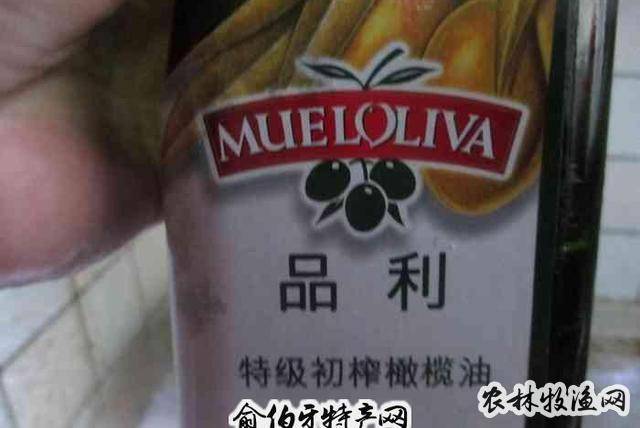 MUELOLIVA
品利
特级初榨橄榄油
俞伯牙特产网
农林牧渔网